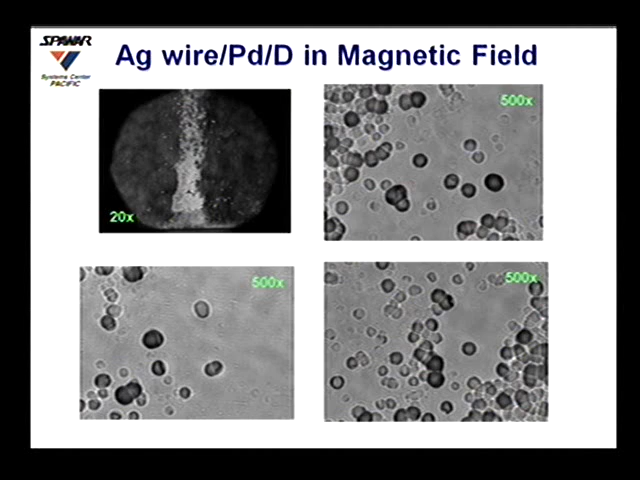 SPAWAR
Systems Center
PACIFIC
Ag wire/Pd/D in Magnetic Field
20x
500x
500x
500x